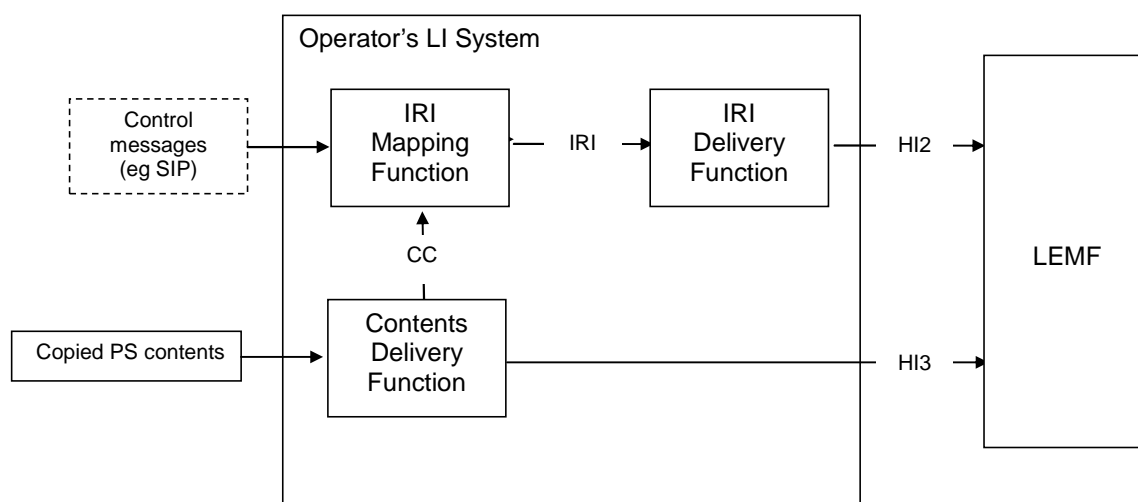 Operator’s LI System
Control
messages
(eg SIP)
IRI
Mapping
Function
IRI
IRI
Delivery
Function
HI2
CC
LEMF
Copied PS contents
Contents
Delivery
Function
HI3